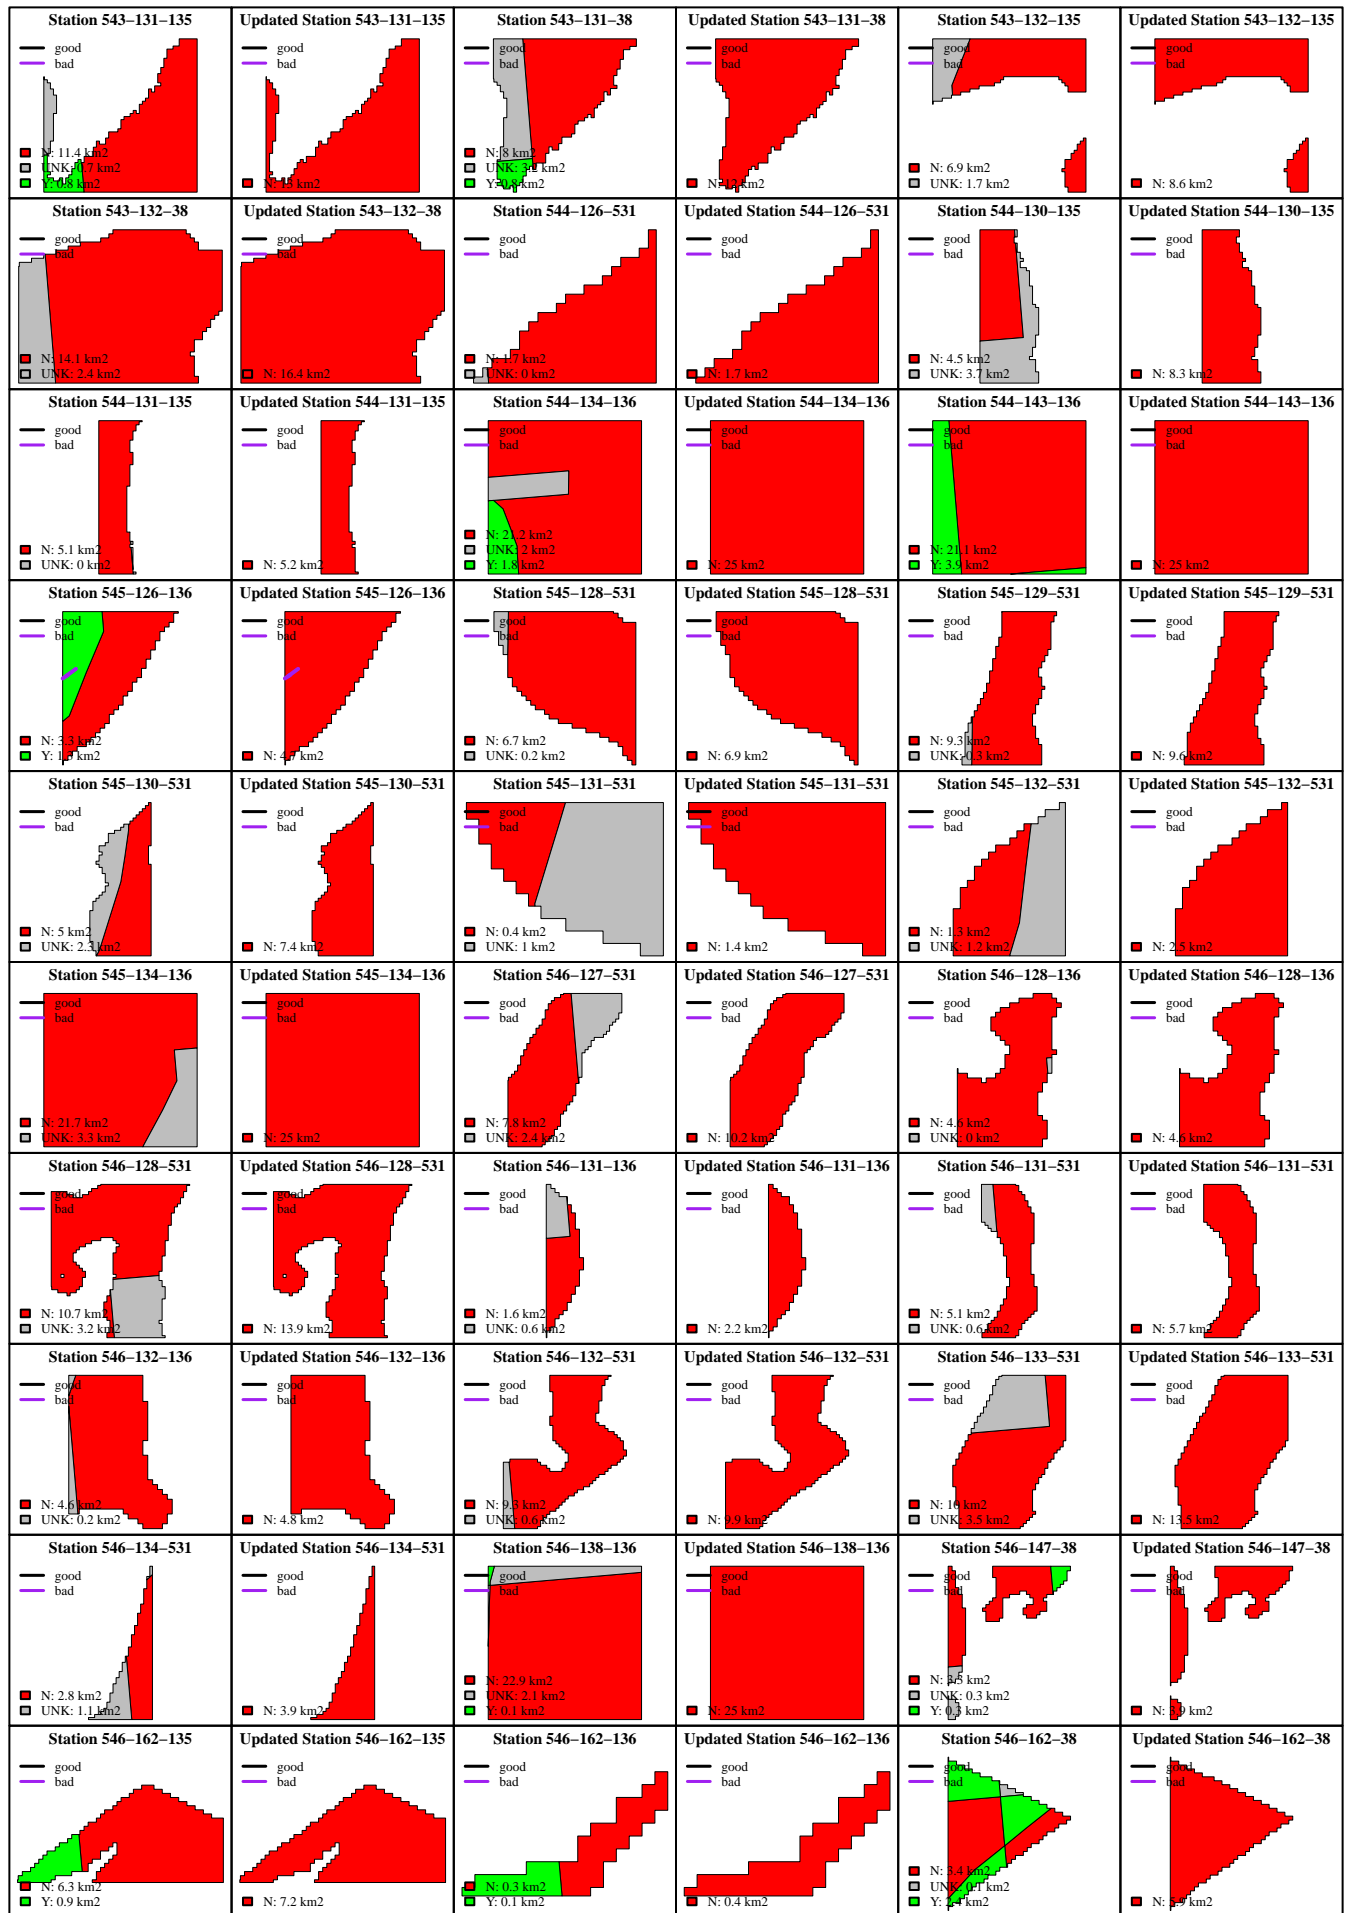 Station 543−131−135
good
bad
N: 11.4 km2
UNK: 0.7 km2
Y: 0.8 km2
Updated Station 543−131−135
good
bad
N: 13 km2
Station 543−131−38
good
bad
N: 8 km2
UNK: 3.2 km2
Y: 0.8 km2
Updated Station 543−131−38
good
bad
N: 12 km2
Station 543−132−135
good
bad
N: 6.9 km2
UNK: 1.7 km2
Updated Station 543−132−135
good
bad
N: 8.6 km2
Station 543−132−38
good
bad
N: 14.1 km2
UNK: 2.4 km2
Updated Station 543−132−38
good
bad
N: 16.4 km2
Station 544−126−531
good
bad
N: 1.7 km2
UNK: 0 km2
Updated Station 544−126−531
good
bad
N: 1.7 km2
Station 544−130−135
good
bad
N: 4.5 km2
UNK: 3.7 km2
Updated Station 544−130−135
good
bad
N: 8.3 km2
Station 544−131−135
good
bad
N: 5.1 km2
UNK: 0 km2
Updated Station 544−131−135
good
bad
N: 5.2 km2
Station 544−134−136
good
bad
N: 21.2 km2
UNK: 2 km2
Y: 1.8 km2
Updated Station 544−134−136
good
bad
N: 25 km2
Station 544−143−136
good
bad
N: 21.1 km2
Y: 3.9 km2
Updated Station 544−143−136
good
bad
N: 25 km2
Station 545−126−136
good
bad
N: 3.3 km2
Y: km2
Updated Station 545−126−136
good
bad
N: 4.7 km2
Station 545−128−531
good
bad
N: 6.7 km2
UNK: 0.2 km2
Updated Station 545−128−531
good
bad
N: 6.9 km2
Station 545−129−531
good
bad
N: 9.3 km2
UNK: 0.3 km2
Updated Station 545−129−531
good
bad
N: 9.6 km2
Station 545−130−531
good
bad
N: 5 km2
UNK: 2.3 km2
Updated Station 545−130−531
good
bad
N: 7.4 km2
Station 545−131−531
good
bad
N: 0.4 km2
UNK: 1 km2
Updated Station 545−131−531
good
bad
N: 1.4 km2
Station 545−132−531
good
bad
N: 1.3 km2
UNK: 1.2 km2
Updated Station 545−132−531
good
bad
N: 2.5 km2
Station 545−134−136
good
bad
N: 21.7 km2
UNK: 3.3 km2
Updated Station 545−134−136
good
bad
N: 25 km2
Station 546−127−531
good
bad
N: 7.8 km2
UNK: 2.4 km2
Updated Station 546−127−531
good
bad
N: 10.2 km2
Station 546−128−136
good
bad
N: 4.6 km2
UNK: 0 km2
Updated Station 546−128−136
good
bad
N: 4.6 km2
Station 546−128−531
good
bad
N: 10.7 km2
UNK: 3.2 km2
Updated Station 546−128−531
good
bad
N: 13.9 km2
Station 546−131−136
good
bad
N: 1.6 km2
UNK: 0.6 km2
Updated Station 546−131−136
good
bad
N: 2.2 km2
Station 546−131−531
good
bad
N: 5.1 km2
UNK: 0.6 km2
Updated Station 546−131−531
good
bad
N: 5.7 km2
Station 546−132−136
good
bad
N: 4.6 km2
UNK: 0.2 km2
Updated Station 546−132−136
good
bad
N: 4.8 km2
Station 546−132−531
good
bad
N: 9.3 km2
UNK: 0.6 km2
Updated Station 546−132−531
good
bad
N: 9.9 km2
Station 546−133−531
good
bad
N: 10 km2
UNK: 3.5 km2
Updated Station 546−133−531
good
bad
N: 13.5 km2
Station 546−134−531
good
bad
N: 2.8 km2
UNK: 1.1 km2
Updated Station 546−134−531
good
bad
N: 3.9 km2
Station 546−138−136
good
bad
N: 22.9 km2
UNK: 2.1 km2
Y: 0.1 km2
Updated Station 546−138−136
good
bad
N: 25 km2
Station 546−147−38
good
bad
N: 3.3 km2
UNK: 0.3 km2
Y: 0.3 km2
Updated Station 546−147−38
good
bad
N: 3.9 km2
Station 546−162−135
good
bad
N: 6.3 km2
Y: 0.9 km2
Updated Station 546−162−135
good
bad
N: 7.2 km2
Station 546−162−136
good
bad
N: 0.3 km2
Y: 0.1 km2
Updated Station 546−162−136
good
bad
N: 0.4 km2
Station 546−162−38
good
bad
N: 3.4 km2
UNK: 0.1 km2
Y: 2.4 km2
Updated Station 546−162−38
good
bad
N: 5.9 km2